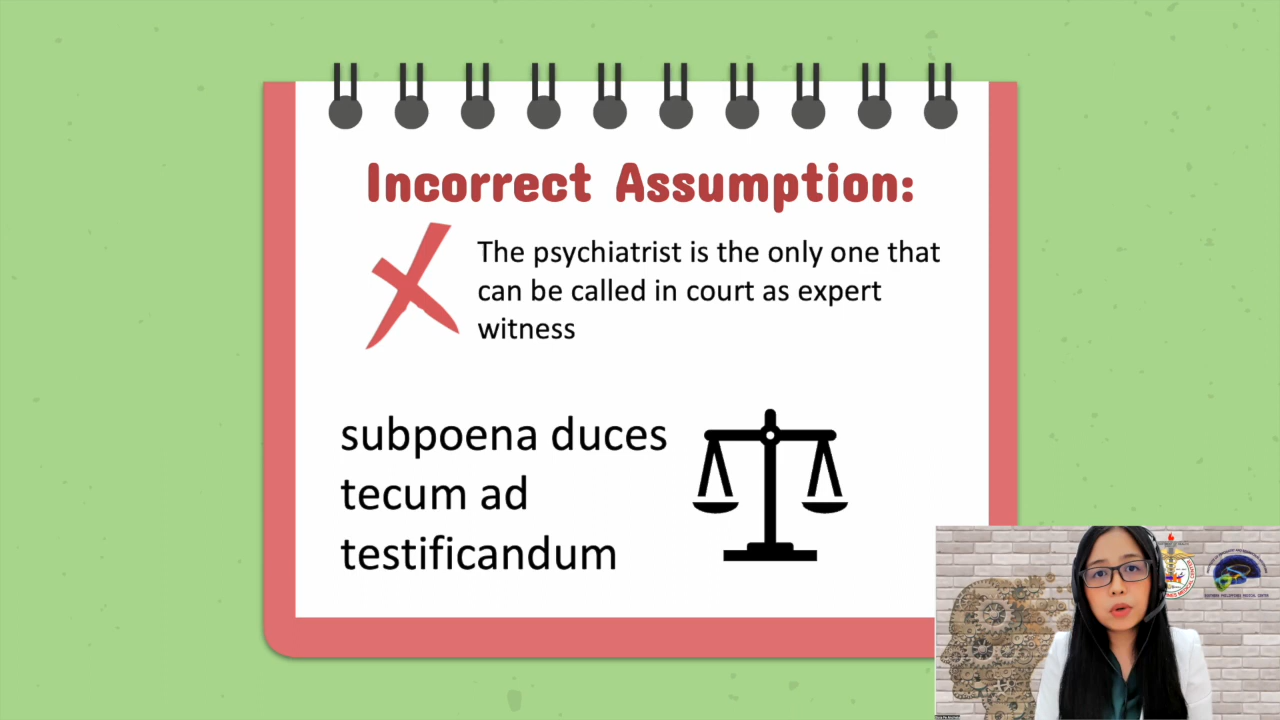 Incorrect Assumption:
The psychiatrist is the only one that
can be called in court as expert
witness
subpoena duces
tecum ad
testificandum